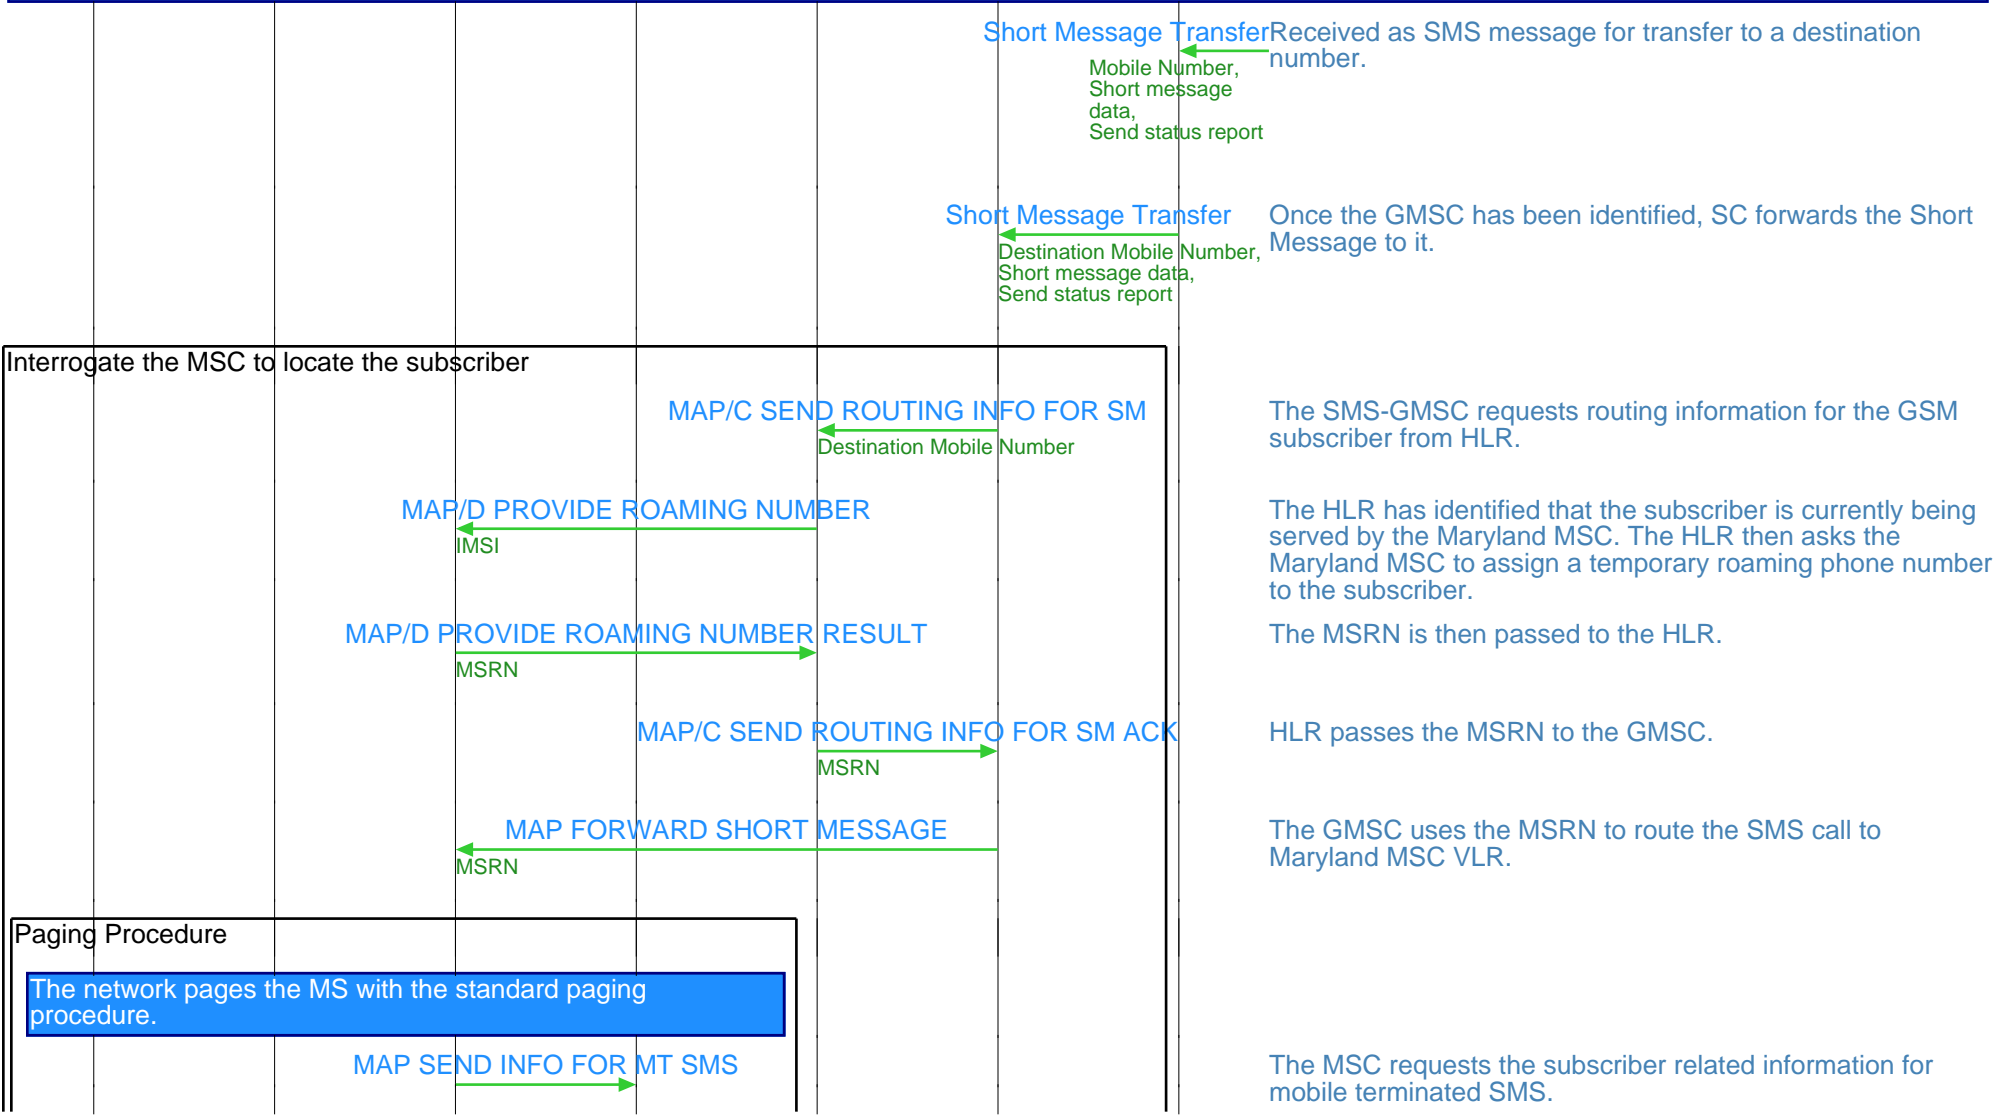 Short Message Transfer
Received as SMS message for transfer to a destination
number.
Mobile Number,
Short message
data,
Send status report
Short Message Transfer
Once the GMSC has been identified, SC forwards the Short
Message to it.
Destination Mobile Number,
Short message data,
Send status report
Interrogate the MSC to locate the subscriber
MAP/C SEND ROUTING INFO FOR SM
The SMS-GMSC requests routing information for the GSM
subscriber from HLR.
Destination Mobile Number
MAP/D PROVIDE ROAMING NUMBER
The HLR has identified that the subscriber is currently being
served by the Maryland MSC. The HLR then asks the
Maryland MSC to assign a temporary roaming phone number
to the subscriber.
IMSI
MAP/D PROVIDE ROAMING NUMBER RESULT
The MSRN is then passed to the HLR.
MSRN
MAP/C SEND ROUTING INFO FOR SM ACK
HLR passes the MSRN to the GMSC.
MSRN
MAP FORWARD SHORT MESSAGE
The GMSC uses the MSRN to route the SMS call to
Maryland MSC VLR.
MSRN
Paging Procedure
The network pages the MS with the standard paging
procedure.
MAP SEND INFO FOR MT SMS
The MSC requests the subscriber related information for
mobile terminated SMS.